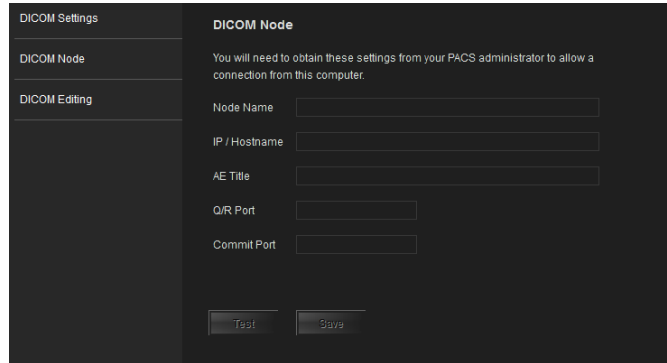 DICOM Settings
DICOM Node
DICOM Editing
DICOM Node
You will need to obtain these settings from your PACS administrator to allow a
connection from this computer.
Node Name
IP / Hostname
AE Title
Q/R Port
Commit Port
Test
Save